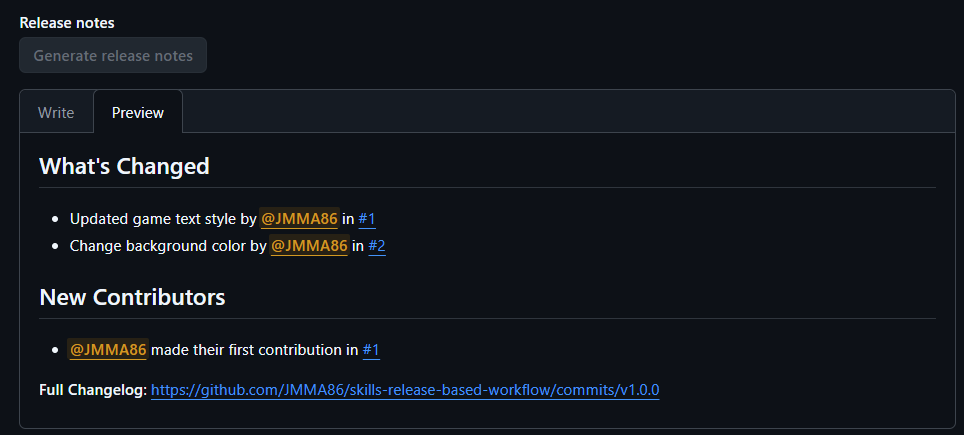 Release notes
Generate release notes
Write Preview
What's Changed
Updated game text style by @JMMA86 in #1
Change background color by @JMMA86 in #2
New Contributors
@JMMA86 made their first contribution in #1
Full Changelog: https://github.com/JMMA86/skills-release-based-workflow/commits/v1.0.0